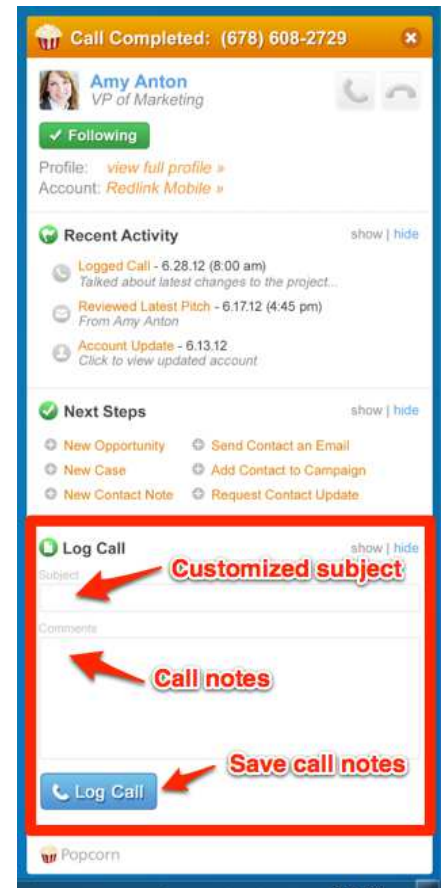 Call Completed: (678) 608-2729
Amy Anton
VP of Marketing
Following
Profile: view full profile »
Account: Redlink Mobile »
Recent Activity show | hide
Logged Call - 6.28.12 (8:00 am)
Talked about latest changes to the project...
Reviewed Latest Pitch - 6.17.12 (4:45 pm)
From Amy Anton
Account Update - 6.13.12
Click to view updated account
Next Steps show | hide
New Opportunity Send Contact an Email
New Case Add Contact to Campaign
New Contact Note Request Contact Update
Log Call show | hide
Customized subject
Subject
Comments
Call notes
Save call notes
Log Call
Popcorn